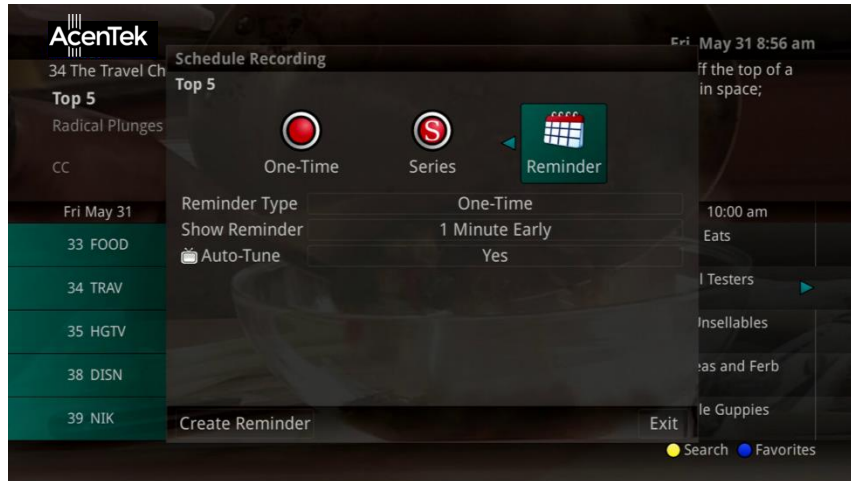 AcenTek
Fri May 31 8:56 am
34 The Travel Ch
Top 5
Radical Plunges
CC
ff the top of a
in space;
Schedule Recording
Top 5
One-Time
S
Series
Reminder
Reminder Type One-Time
Show Reminder 1 Minute Early
Auto-Tune Yes
Create Reminder Exit
Fri May 31 10:00 am
33 FOOD Eats
34 TRAV l Testers
35 HGTV Unsellables
38 DISN eas and Ferb
39 NIK le Guppies
Search Favorites